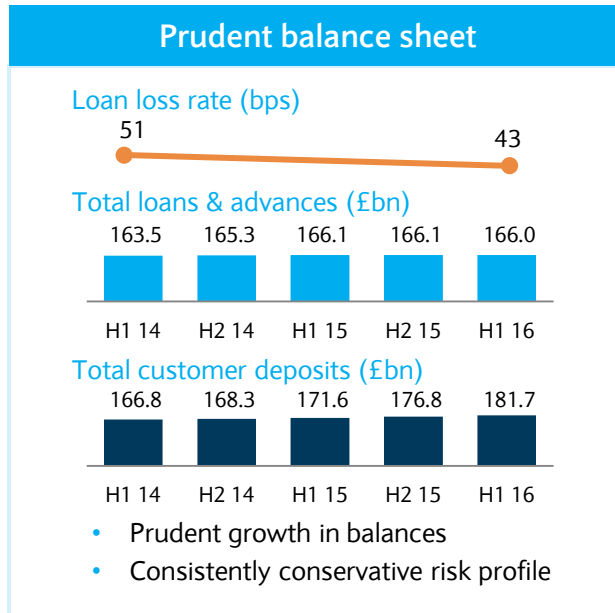 Prudent balance sheet
Loan loss rate (bps)
51 43
Total loans & advances (£bn)
163.5 165.3 166.1 166.1 166.0
H1 14 H2 14 H1 15 H2 15 H1 16
Total customer deposits (£bn)
166.8 168.3 171.6 176.8 181.7
H1 14 H2 14 H1 15 H2 15 H1 16
• Prudent growth in balances
• Consistently conservative risk profile